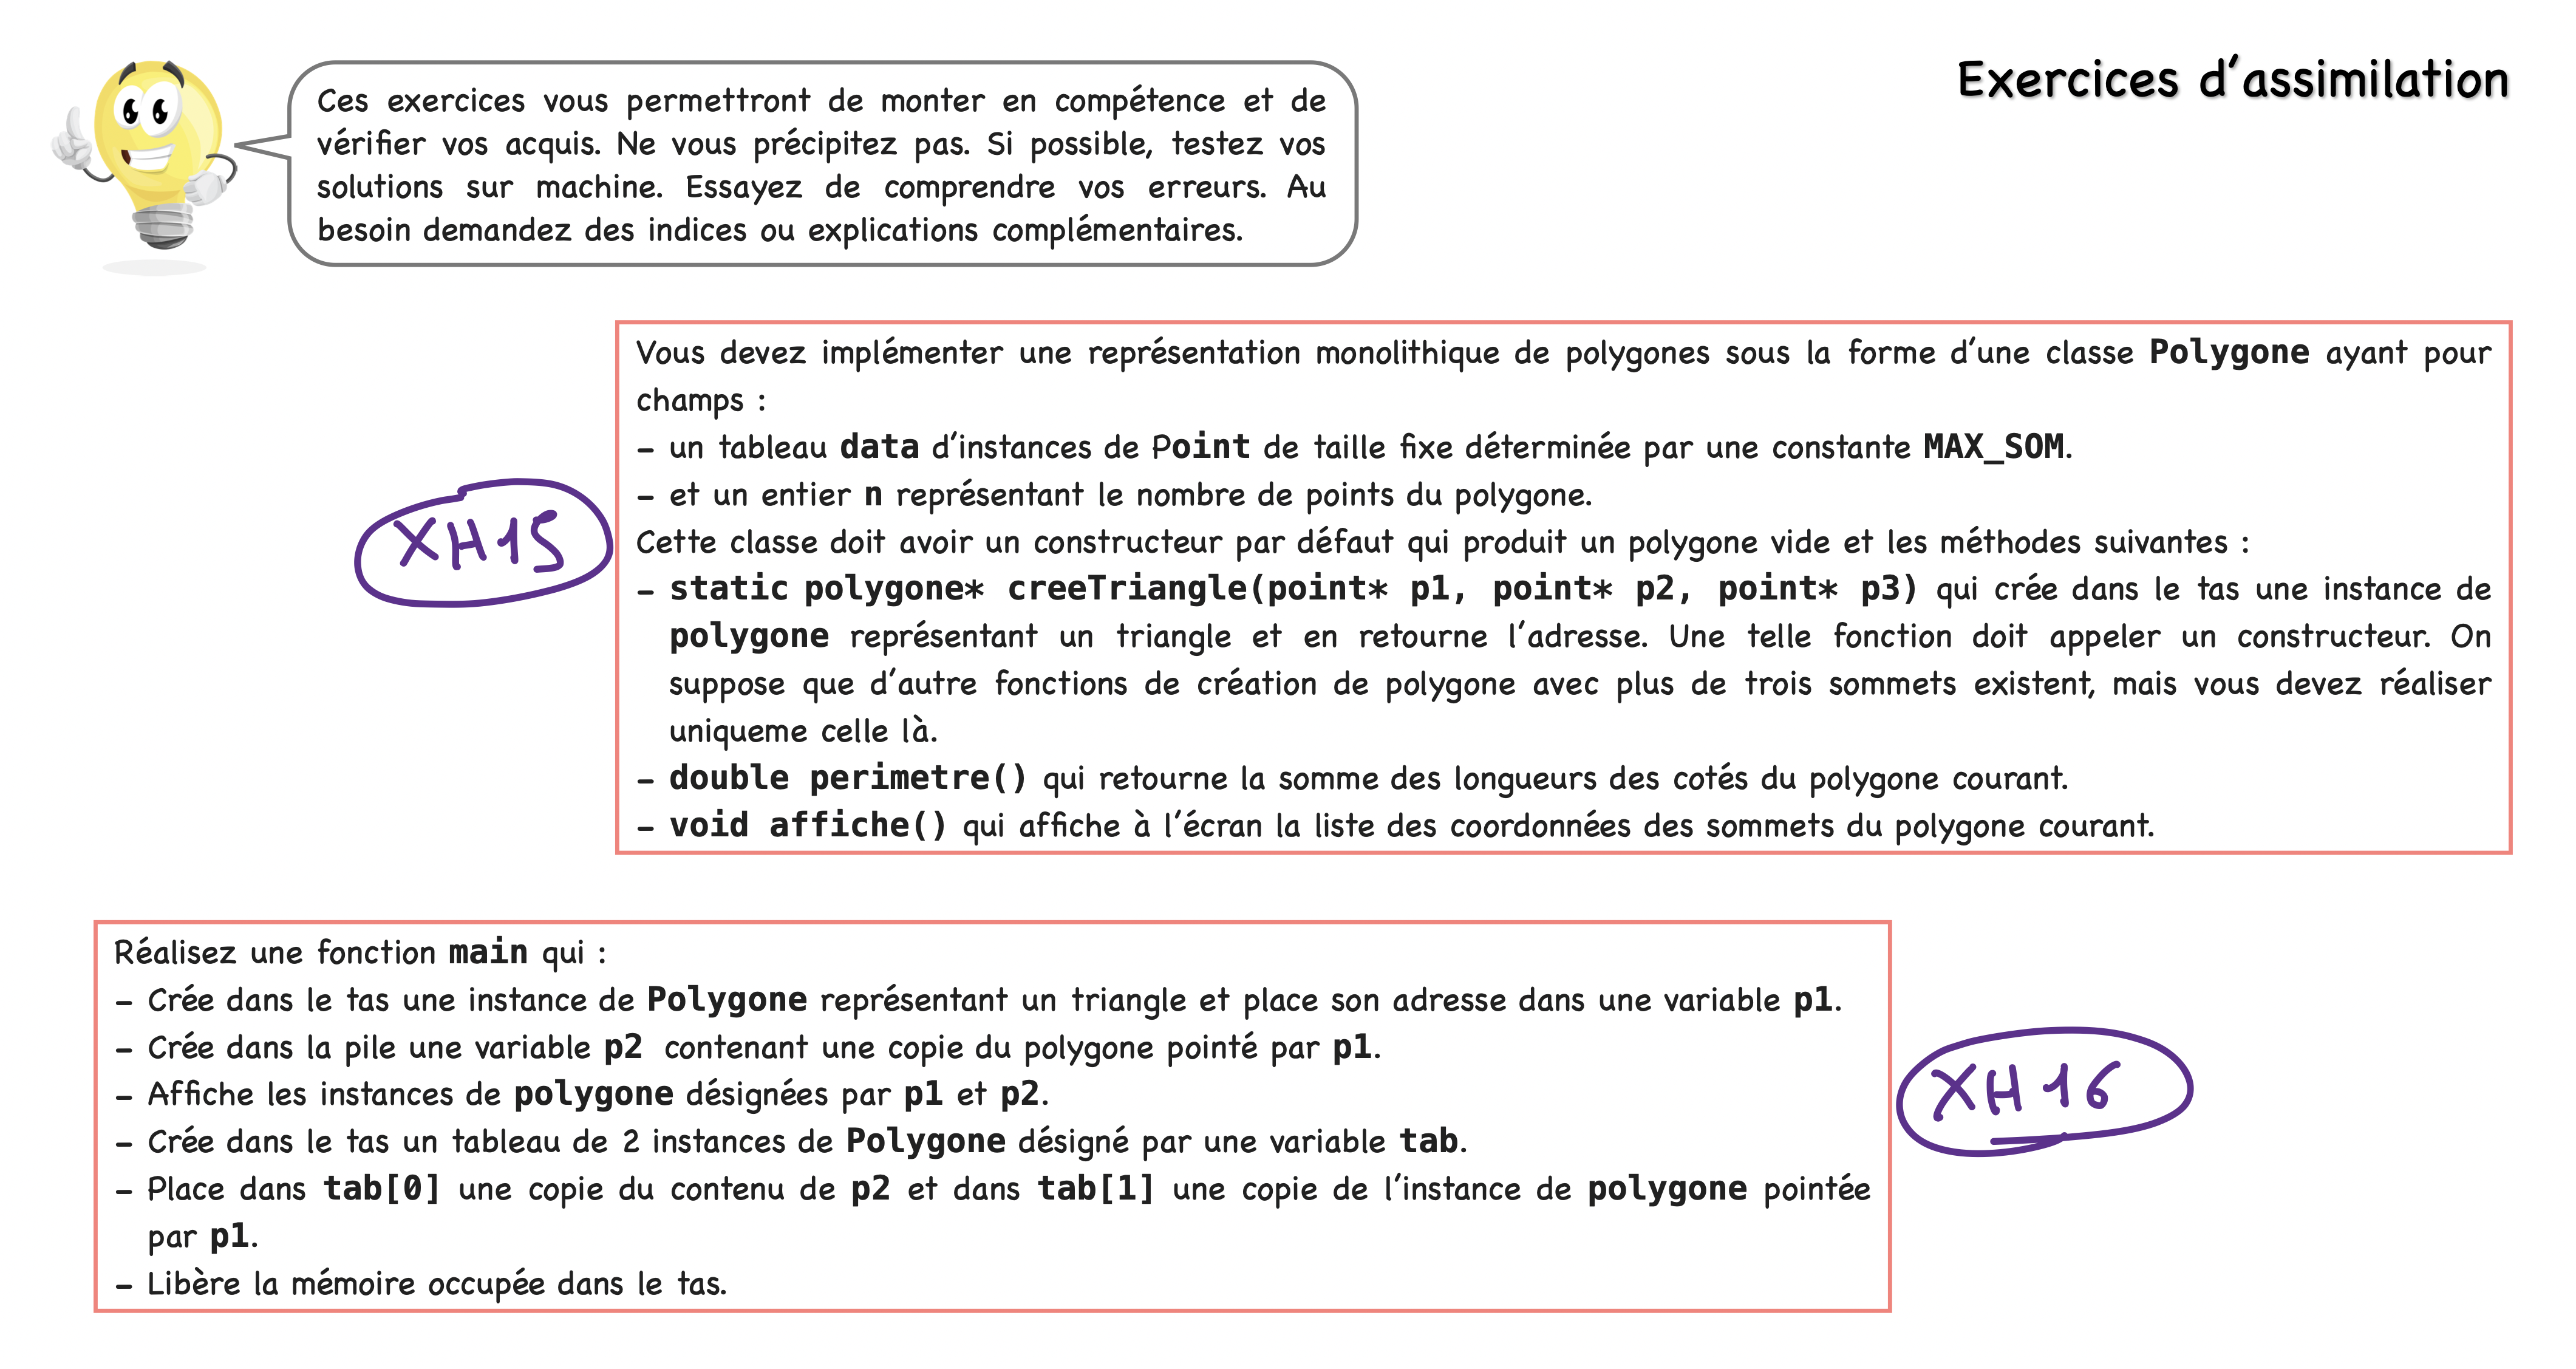 Exercices d'assimilation
Ces exercices vous permettront de monter en compétence et de
vérifier vos acquis. Ne vous précipitez pas. Si possible, testez vos
solutions sur machine. Essayez de comprendre vos erreurs. Au
besoin demandez des indices ou explications complémentaires.
Vous devez implémenter une représentation monolithique de polygones sous la forme d'une classe Polygone ayant pour
champs :
- un tableau data d'instances de Point de taille fixe déterminée par une constante MAX_SOM.
- et un entier n représentant le nombre de points du polygone.
Cette classe doit avoir un constructeur par défaut qui produit un polygone vide et les méthodes suivantes :
- static polygone* creeTriangle(point* p1, point* p2, point* p3) qui crée dans le tas une instance de
polygone représentant un triangle et en retourne l'adresse. Une telle fonction doit appeler un constructeur. On
suppose que d'autre fonctions de création de polygone avec plus de trois sommets existent, mais vous devez réaliser
uniqueme celle là.
- double perimetre() qui retourne la somme des longueurs des cotés du polygone courant.
- void affiche() qui affiche à l'écran la liste des coordonnées des sommets du polygone courant.
XH15
Réalisez une fonction main qui :
- Crée dans le tas une instance de Polygone représentant un triangle et place son adresse dans une variable p1.
- Crée dans la pile une variable p2 contenant une copie du polygone pointé par p1.
- Affiche les instances de polygone désignées par p1 et p2.
- Crée dans le tas un tableau de 2 instances de Polygone désigné par une variable tab.
- Place dans tab[0] une copie du contenu de p2 et dans tab[1] une copie de l'instance de polygone pointée
par p1.
- Libère la mémoire occupée dans le tas.
XH16